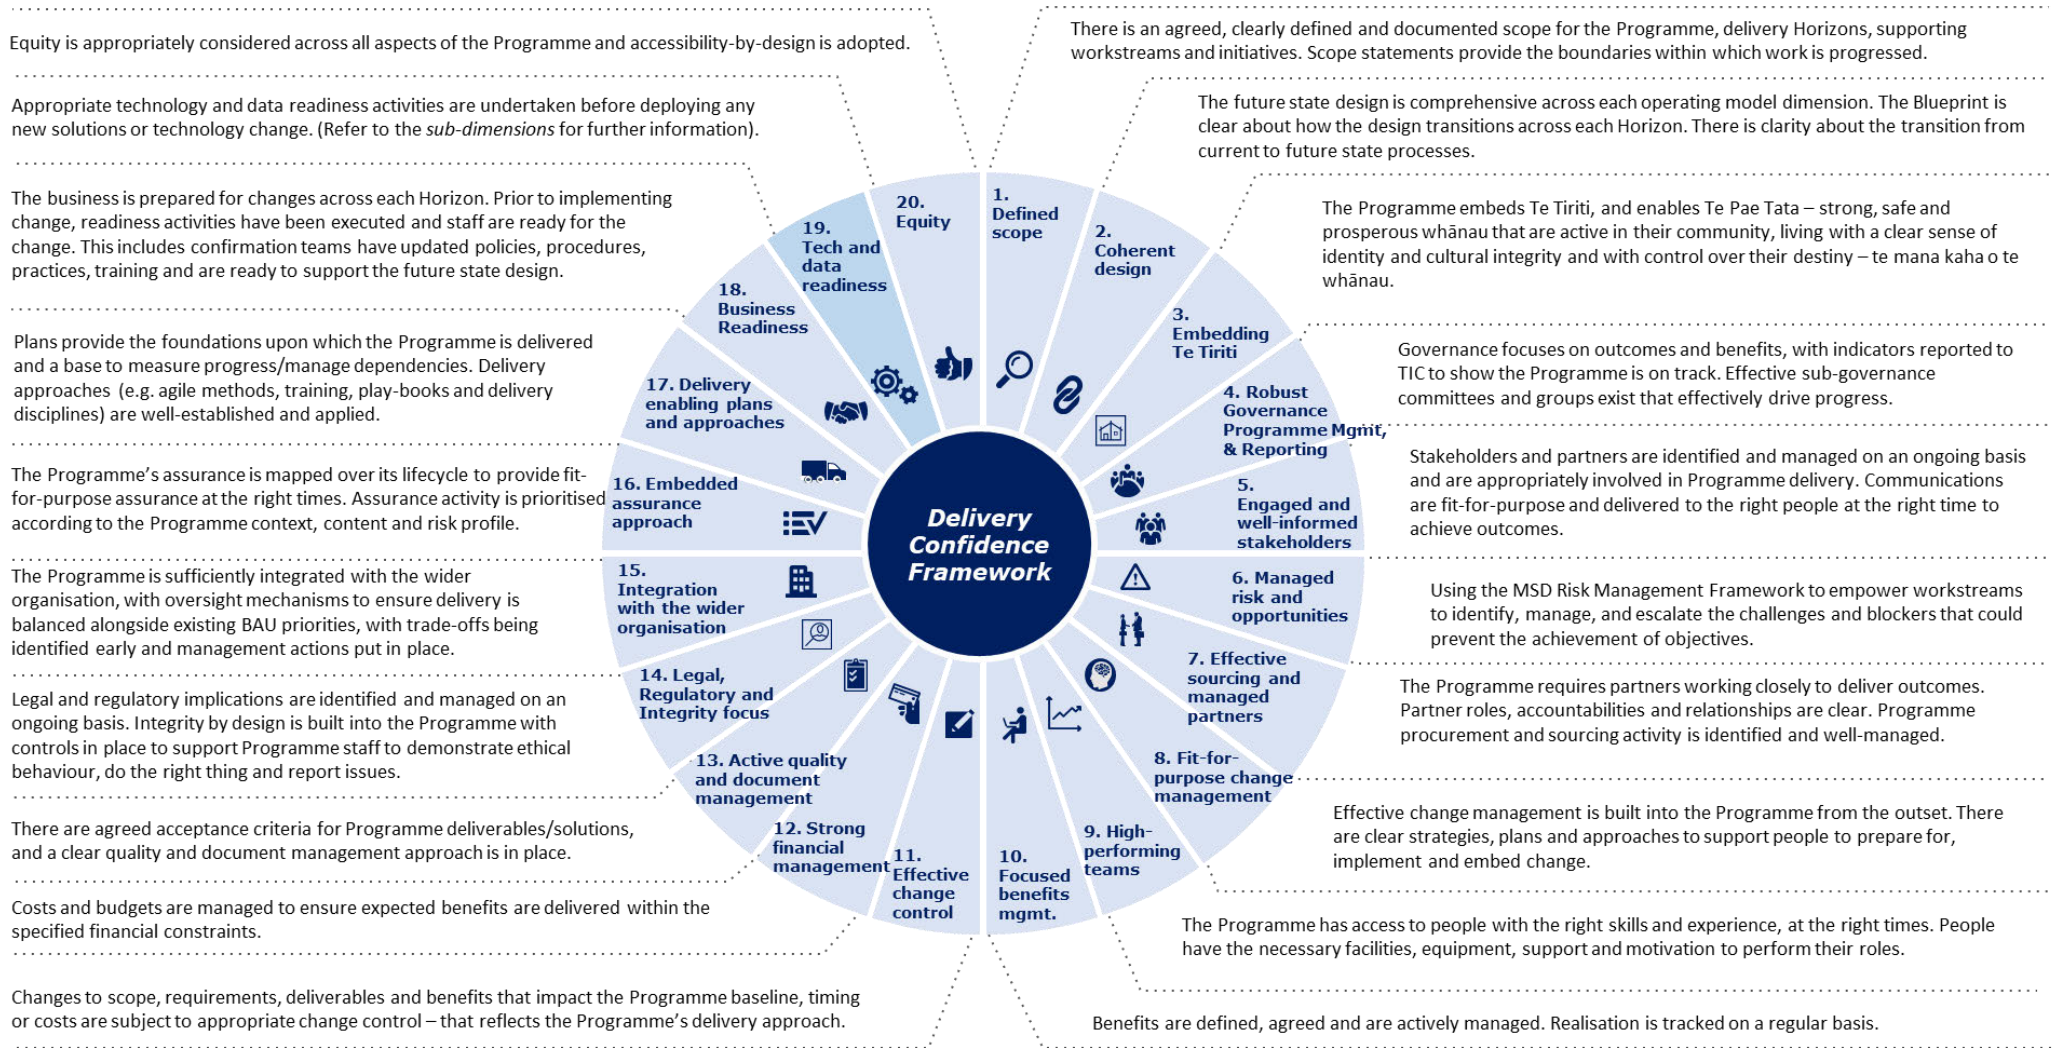 Equity is appropriately considered across all aspects of the Programme and accessibility-by-design is adopted.
Appropriate technology and data readiness activities are undertaken before deploying any
new solutions or technology change. (Refer to the sub-dimensions for further information).
The business is prepared for changes across each Horizon. Prior to implementing
change, readiness activities have been executed and staff are ready for the
change. This includes confirmation teams have updated policies, procedures,
practices, training and are ready to support the future state design.
Plans provide the foundations upon which the Programme is delivered
and a base to measure progress/manage dependencies. Delivery
approaches (e.g. agile methods, training, play-books and delivery
disciplines) are well-established and applied.
The Programme’s assurance is mapped over its lifecycle to provide fit-
for-purpose assurance at the right times. Assurance activity is prioritised
according to the Programme context, content and risk profile.
The Programme is sufficiently integrated with the wider
organisation, with oversight mechanisms to ensure delivery is
balanced alongside existing BAU priorities, with trade-offs being
identified early and management actions put in place.
Legal and regulatory implications are identified and managed on an
ongoing basis. Integrity by design is built into the Programme with
controls in place to support Programme staff to demonstrate ethical
behaviour, do the right thing and report issues.
There are agreed acceptance criteria for Programme deliverables/solutions,
and a clear quality and document management approach is in place.
Costs and budgets are managed to ensure expected benefits are delivered within the
specified financial constraints.
Changes to scope, requirements, deliverables and benefits that impact the Programme baseline, timing
or costs are subject to appropriate change control – that reflects the Programme’s delivery approach.
Delivery
Confidence
Framework
1.
Defined
scope
2.
Coherent
design
3.
Embedding
Te Tiriti
4. Robust
Governance
Programme Mgmt,
& Reporting
5.
Engaged and
well-informed
stakeholders
6. Managed
risk and
opportunities
7. Effective
sourcing and
managed
partners
8. Fit-for-
purpose change
management
9. High-
performing
teams
10.
Focused
benefits
mgmt.
11.
Effective
change
control
12. Strong
financial
management
13. Active quality
and document
management
14. Legal,
Regulatory and
Integrity focus
15.
Integration
with the wider
organisation
16. Embedded
assurance
approach
17. Delivery
enabling plans
and approaches
18.
Business
Readiness
19.
Tech and
data
readiness
20.
Equity
There is an agreed, clearly defined and documented scope for the Programme, delivery Horizons, supporting
workstreams and initiatives. Scope statements provide the boundaries within which work is progressed.
The future state design is comprehensive across each operating model dimension. The Blueprint is
clear about how the design transitions across each Horizon. There is clarity about the transition from
current to future state processes.
The Programme embeds Te Tiriti, and enables Te Pae Tata – strong, safe and
prosperous whānau that are active in their community, living with a clear sense of
identity and cultural integrity and with control over their destiny – te mana kaha o te
whānau.
Governance focuses on outcomes and benefits, with indicators reported to
TIC to show the Programme is on track. Effective sub-governance
committees and groups exist that effectively drive progress.
Stakeholders and partners are identified and managed on an ongoing basis
and are appropriately involved in Programme delivery. Communications
are fit-for-purpose and delivered to the right people at the right time to
achieve outcomes.
Using the MSD Risk Management Framework to empower workstreams
to identify, manage, and escalate the challenges and blockers that could
prevent the achievement of objectives.
The Programme requires partners working closely to deliver outcomes.
Partner roles, accountabilities and relationships are clear. Programme
procurement and sourcing activity is identified and well-managed.
Effective change management is built into the Programme from the outset. There
are clear strategies, plans and approaches to support people to prepare for,
implement and embed change.
The Programme has access to people with the right skills and experience, at the right times. People
have the necessary facilities, equipment, support and motivation to perform their roles.
Benefits are defined, agreed and are actively managed. Realisation is tracked on a regular basis.